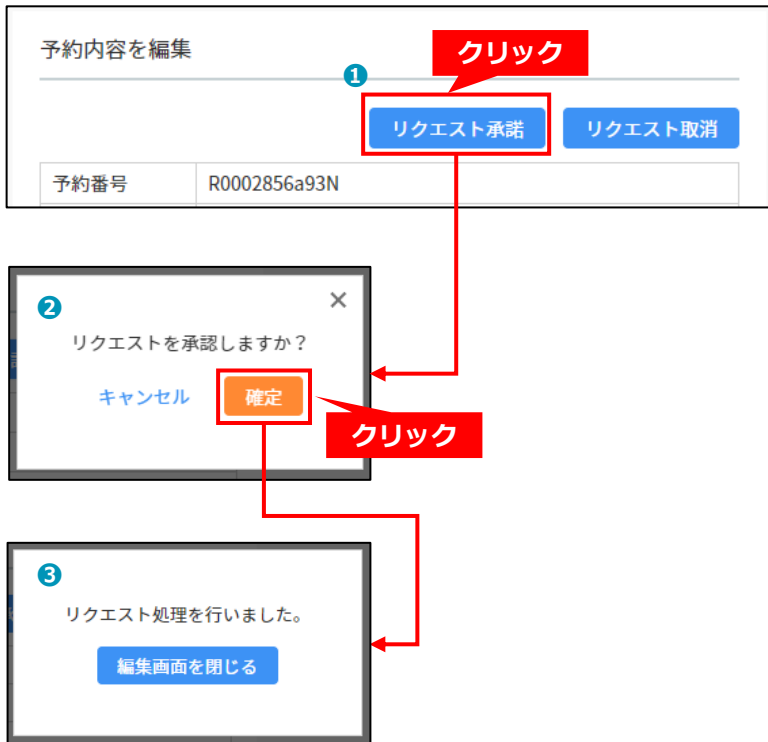 予約内容を編集
クリック
1
リクエスト承諾 リクエスト取消
予約番号 R0002856a93N
2
×
リクエストを承認しますか？
キャンセル 確定
クリック
3
リクエスト処理を行いました。
編集画面を閉じる